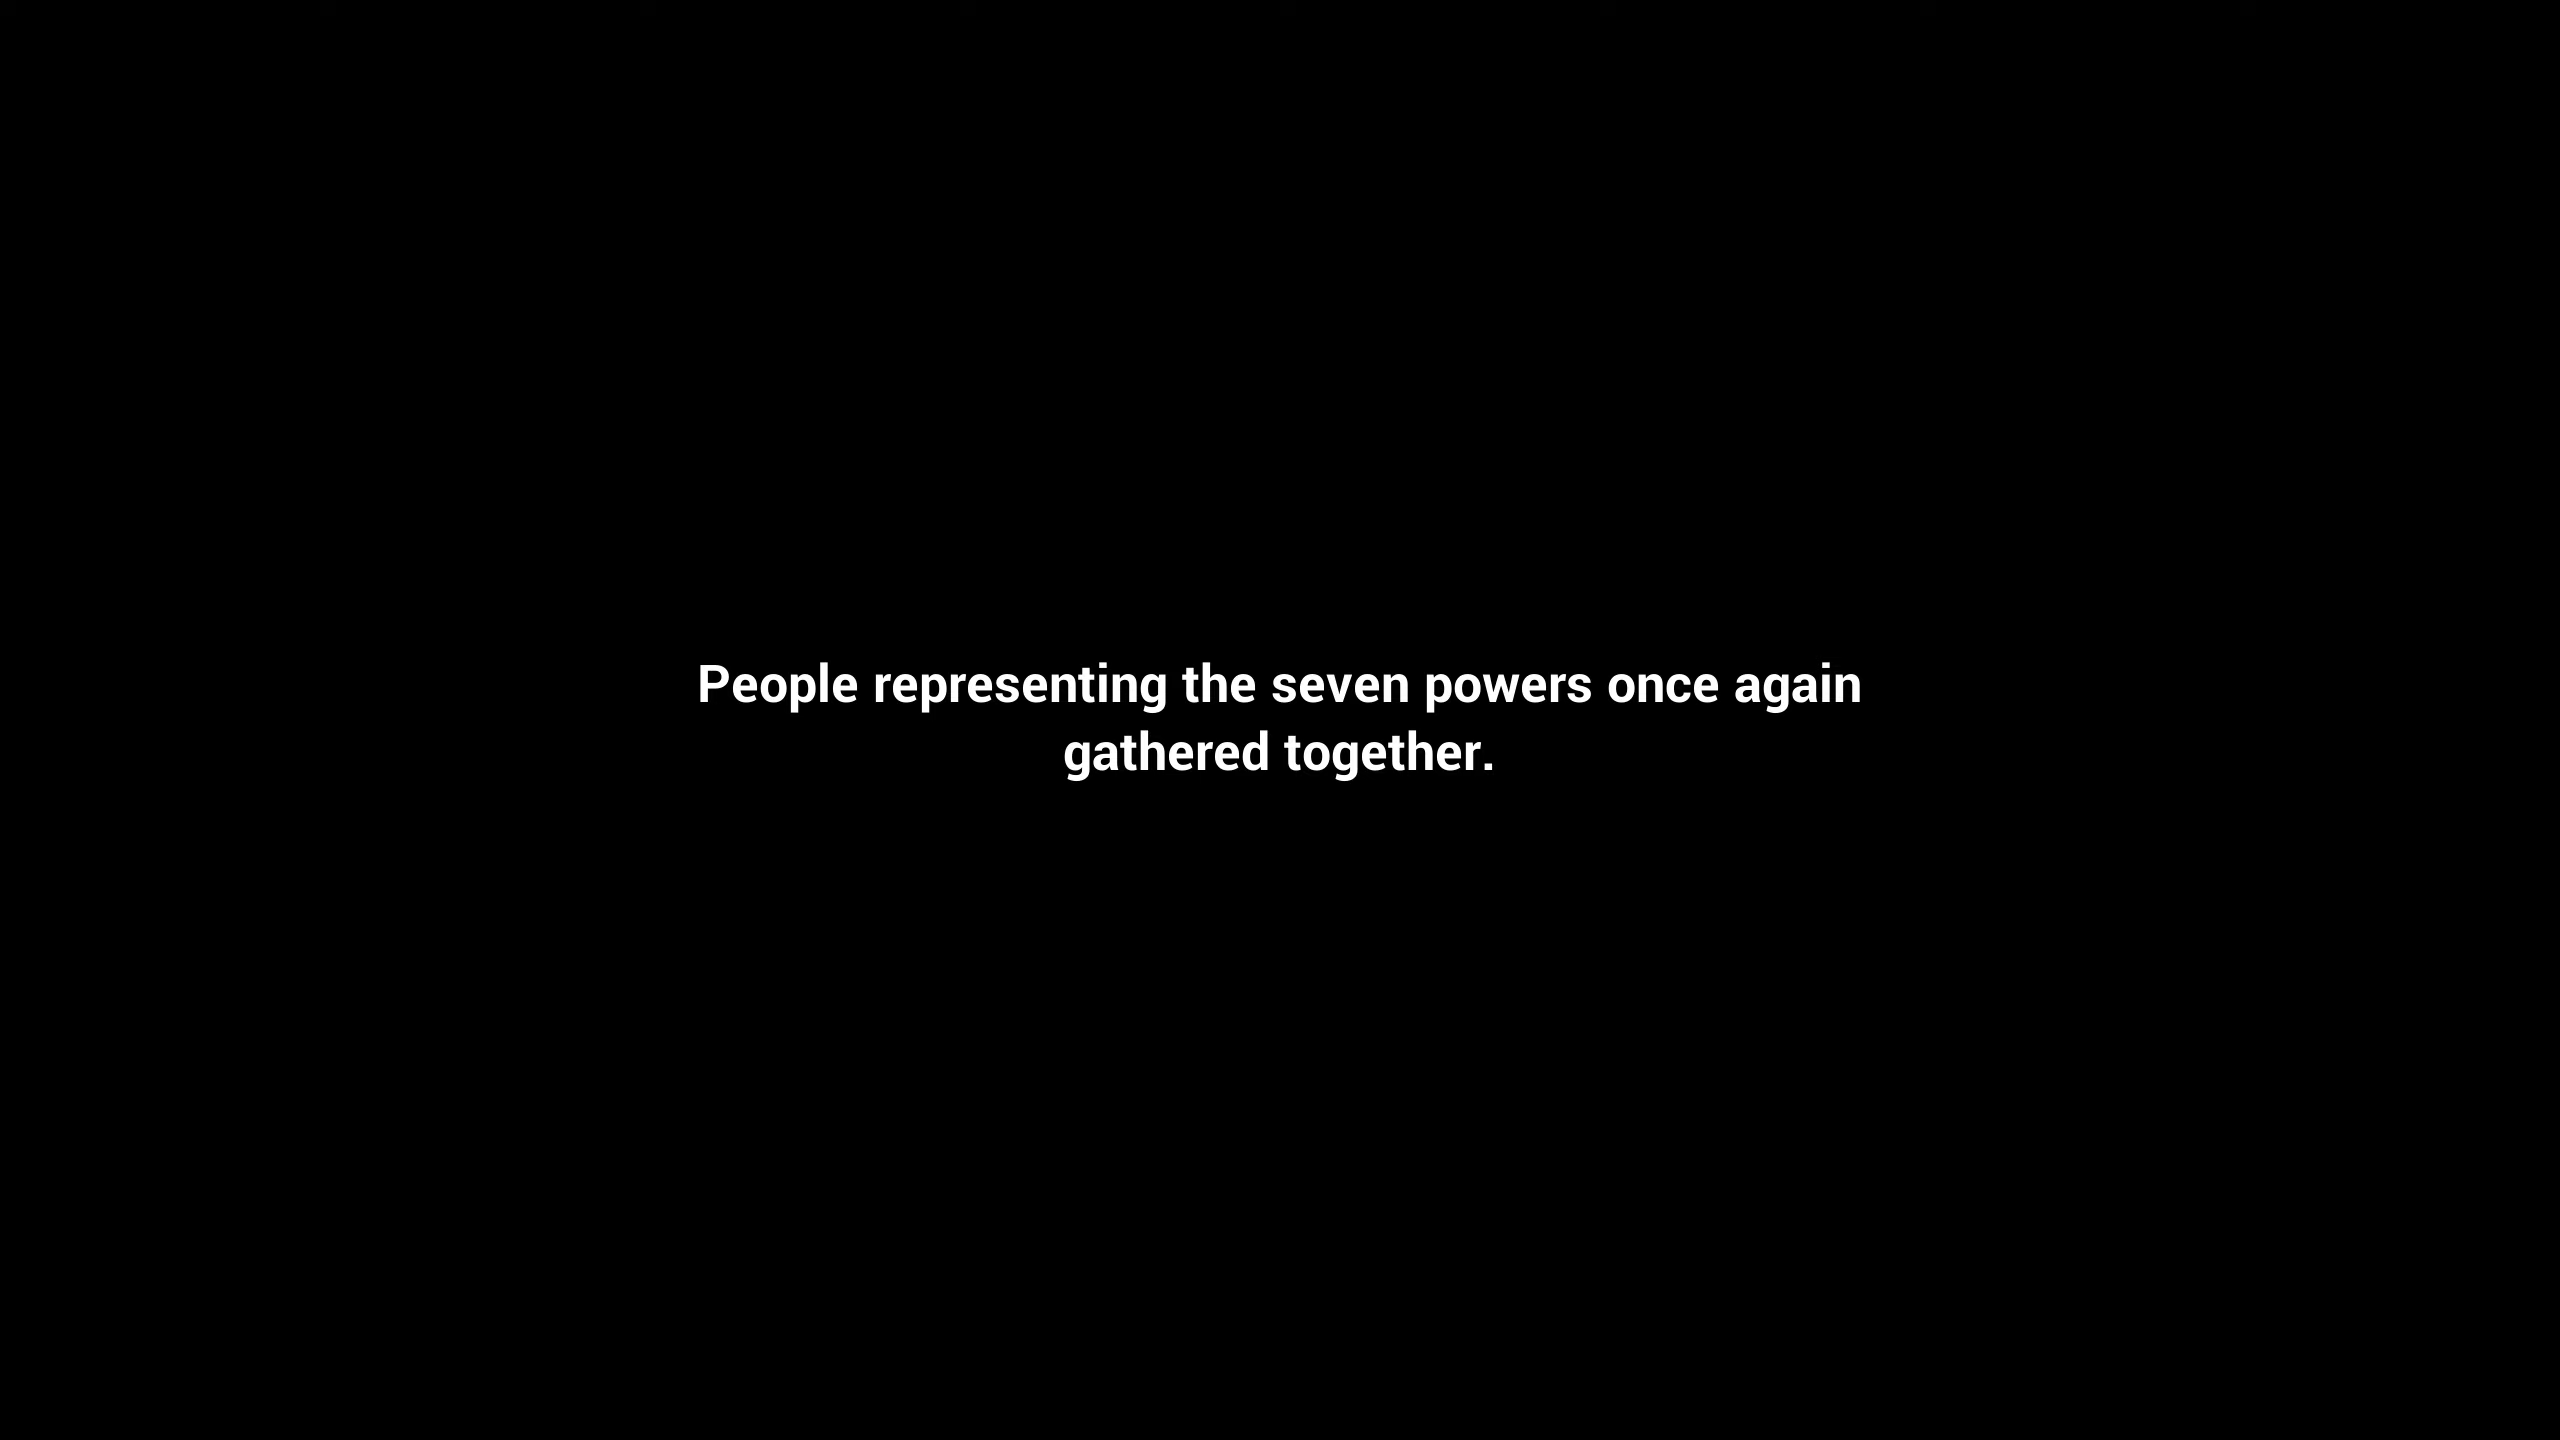 People representing the seven powers once again
gathered together.